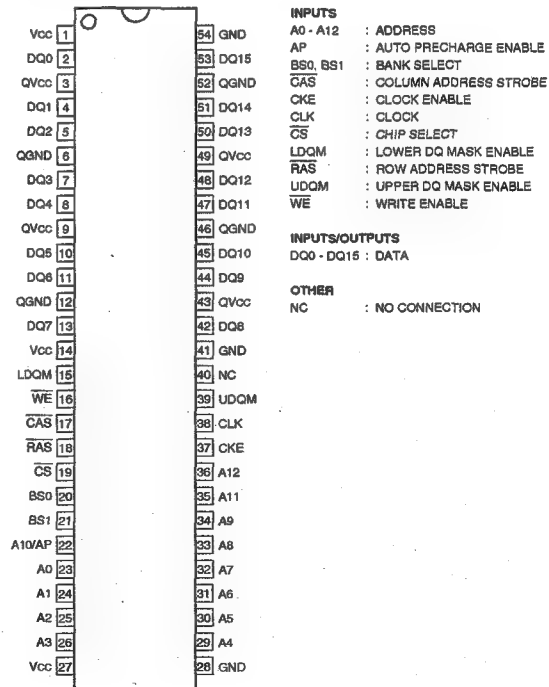 Vcc 1 54 GND
DQ0 2 53 DQ15
QVcc 3 52 QGND
DQ1 4 51 DQ14
DQ2 5 50 DQ13
QGND 6 49 QVcc
DQ3 7 48 DQ12
DQ4 8 47 DQ11
QVcc 9 46 QGND
DQ5 10 45 DQ10
DQ6 11 44 DQ9
QGND 12 43 QVcc
DQ7 13 42 DQ8
Vcc 14 41 GND
LDQM 15 40 NC
WE 16 39 UDQM
CAS 17 38 CLK
RAS 18 37 CKE
CS 19 36 A12
BS0 20 35 A11
BS1 21 34 A9
A10/AP 22 33 A8
A0 23 32 A7
A1 24 31 A6
A2 25 30 A5
A3 26 29 A4
Vcc 27 28 GND
INPUTS
A0 - A12 : ADDRESS
AP : AUTO PRECHARGE ENABLE
BS0, BS1 : BANK SELECT
CAS : COLUMN ADDRESS STROBE
CKE : CLOCK ENABLE
CLK : CLOCK
CS : CHIP SELECT
LDQM : LOWER DQ MASK ENABLE
RAS : ROW ADDRESS STROBE
UDQM : UPPER DQ MASK ENABLE
WE : WRITE ENABLE
INPUTS/OUTPUTS
DQ0 - DQ15 : DATA
OTHER
NC : NO CONNECTION